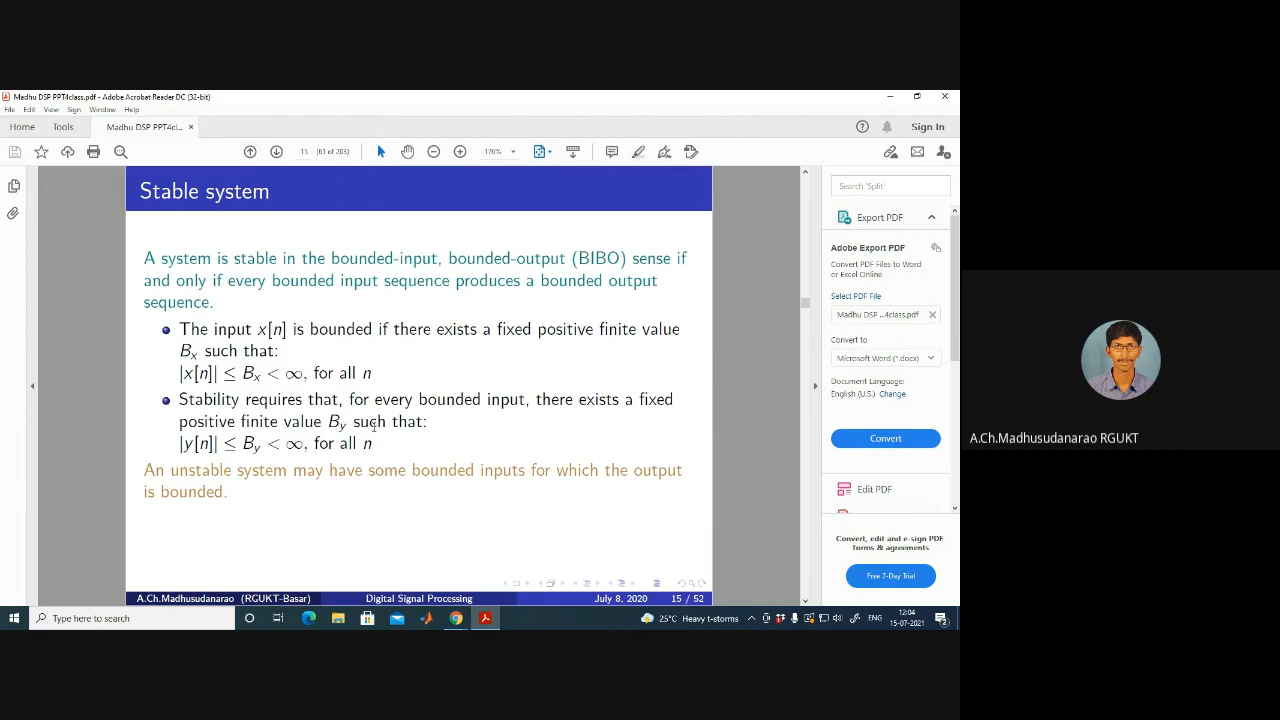 Madhu DSP PPT4class.pdf - Adobe Acrobat Reader DC (32-bit)
File Edit View Sign Window Help
Home Tools Madhu DSP PPT4cl... × Sign In
15 (61 of 203) 176%
Stable system
A system is stable in the bounded-input, bounded-output (BIBO) sense if
and only if every bounded input sequence produces a bounded output
sequence.
The input x[n] is bounded if there exists a fixed positive finite value
Bx such that:
|x[n]| ≤ Bx < ∞, for all n
Stability requires that, for every bounded input, there exists a fixed
positive finite value By such that:
|y[n]| ≤ By < ∞, for all n
An unstable system may have some bounded inputs for which the output
is bounded.
A.Ch.Madhusudanarao (RGUKT-Basar) Digital Signal Processing July 8, 2020 15 / 52
Search 'Split'
Export PDF
Adobe Export PDF
Convert PDF Files to Word
or Excel Online
Select PDF File
Madhu DSP ...4class.pdf
Convert to
Microsoft Word (*.docx)
Document Language:
English (U.S.) Change
Convert
Edit PDF
Convert, edit and e-sign PDF
forms & agreements
Free 7-Day Trial
Type here to search
25°C Heavy t-storms
ENG
12:04
15-07-2021
2
A.Ch.Madhusudanarao RGUKT